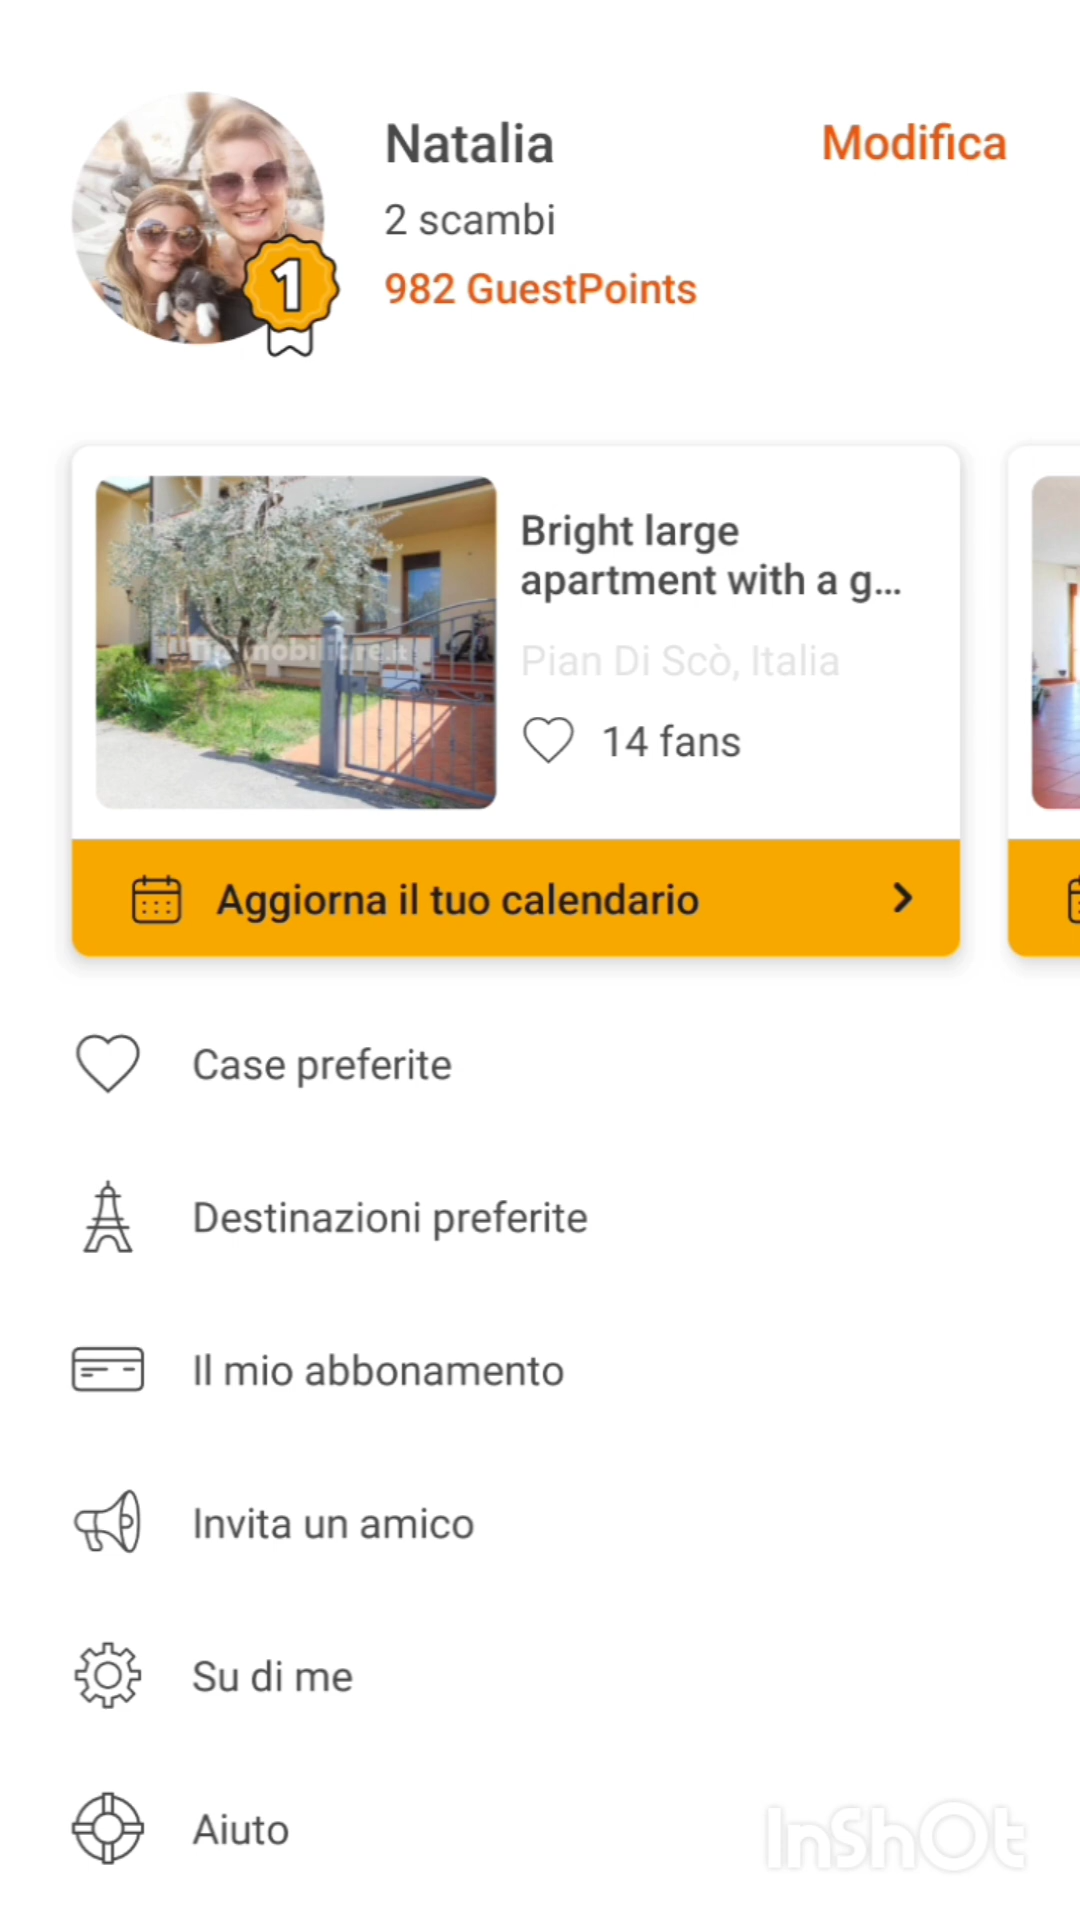 Natalia
Modifica
2 scambi
982 GuestPoints
1
Bright large
apartment with a g...
Pian Di Scò, Italia
14 fans
Aggiorna il tuo calendario
Case preferite
Destinazioni preferite
Il mio abbonamento
Invita un amico
Su di me
Aiuto
InShOt